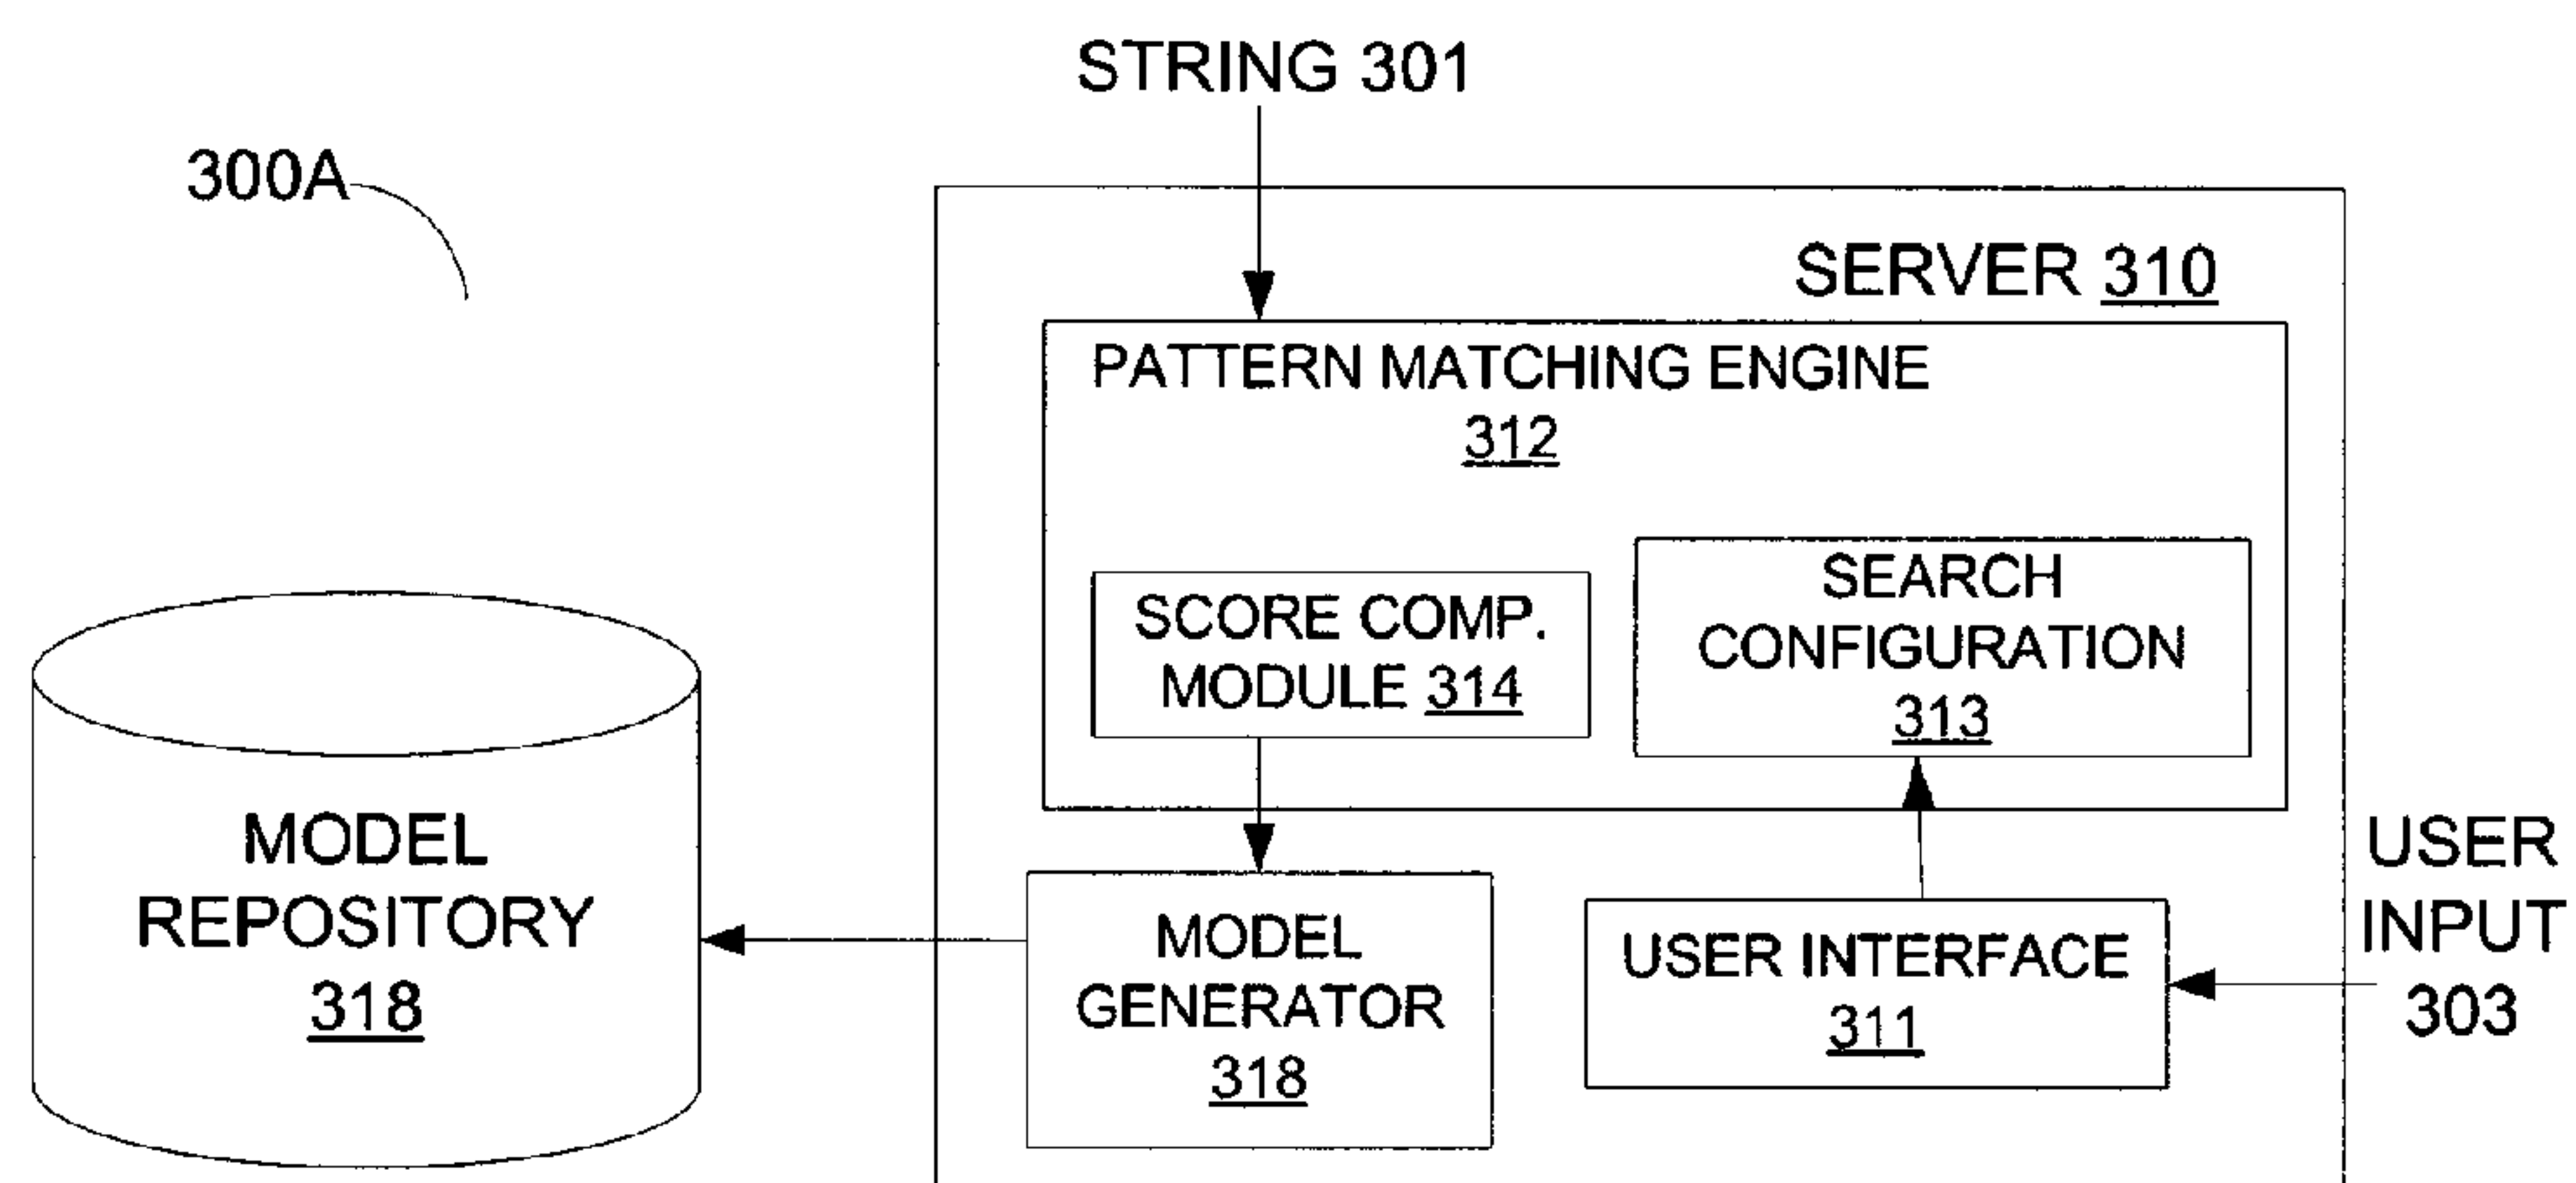 STRING 301
300A
SERVER 310
PATTERN MATCHING ENGINE
312
SCORE COMP.
MODULE 314
SEARCH
CONFIGURATION
313
MODEL
REPOSITORY
318
MODEL
GENERATOR
318
USER INTERFACE
311
USER
INPUT
303